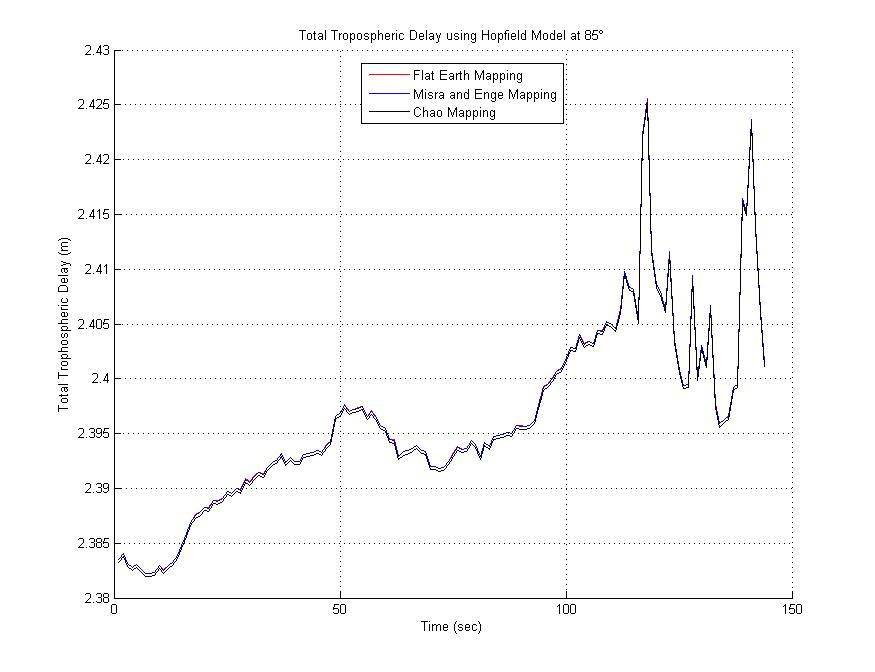 Total Tropospheric Delay using Hopfield Model at 85°
2.43
2.425
2.42
2.415
2.41
2.405
2.4
2.395
2.39
2.385
2.38
Total Trophospheric Delay (m)
Flat Earth Mapping
Misra and Enge Mapping
Chao Mapping
0
50
100
150
Time (sec)